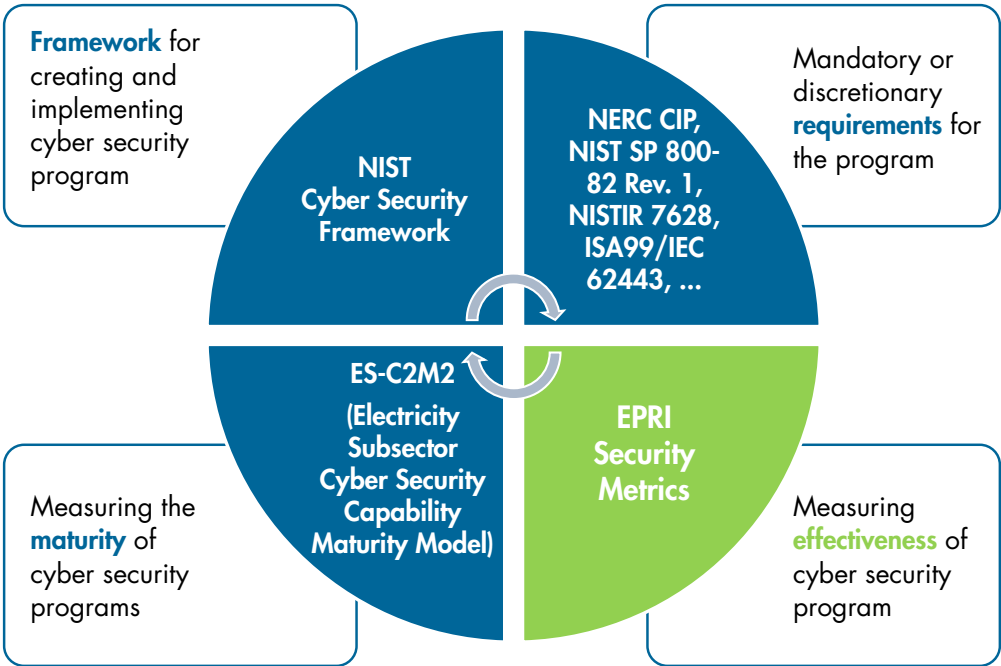 Framework for
creating and
implementing
cyber security
program
NIST
Cyber Security
Framework
NERC CIP,
NIST SP 800-
82 Rev. 1,
NISTIR 7628,
ISA99/IEC
62443, ...
Mandatory or
discretionary
requirements for
the program
Measuring the
maturity of
cyber security
programs
ES-C2M2
(Electricity
Subsector
Cyber Security
Capability
Maturity Model)
EPRI
Security
Metrics
Measuring
effectiveness of
cyber security
program